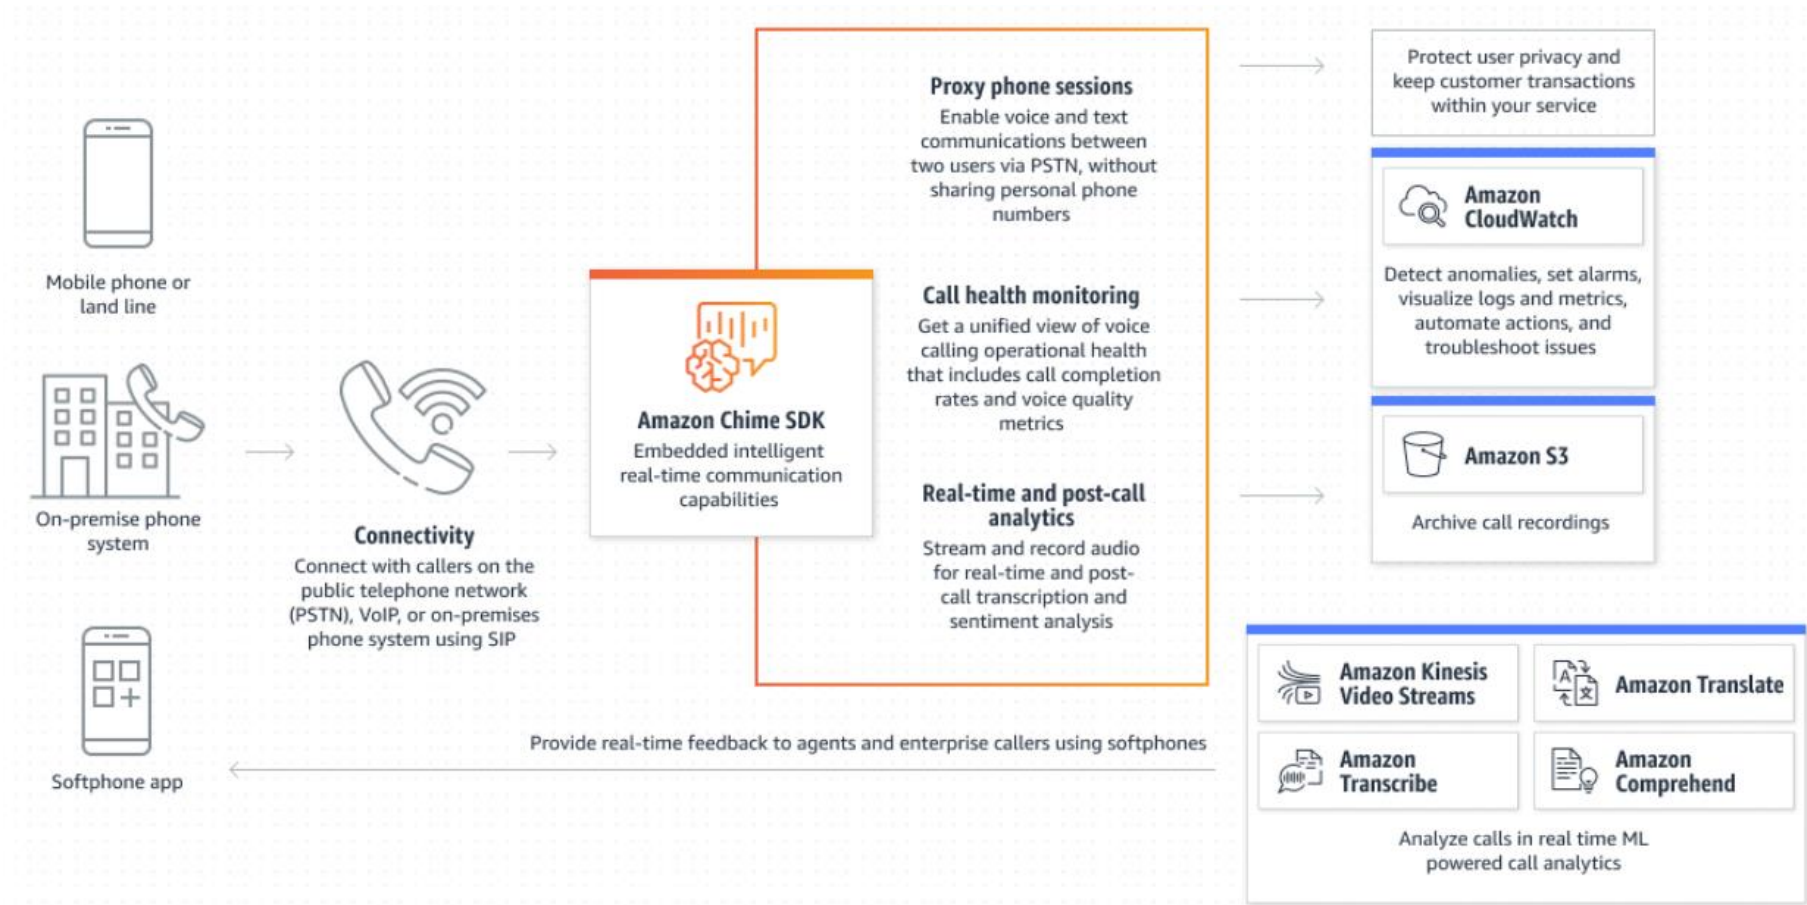 Mobile phone or
land line
On-premise phone
system
Softphone app
Connectivity
Connect with callers on the
public telephone network
(PSTN), VoIP, or on-premises
phone system using SIP
Amazon Chime SDK
Embedded intelligent
real-time communication
capabilities
Proxy phone sessions
Enable voice and text
communications between
two users via PSTN, without
sharing personal phone
numbers
Call health monitoring
Get a unified view of voice
calling operational health
that includes call completion
rates and voice quality
metrics
Real-time and post-call
analytics
Stream and record audio
for real-time and post-
call transcription and
sentiment analysis
Protect user privacy and
keep customer transactions
within your service
Amazon
CloudWatch
Detect anomalies, set alarms,
visualize logs and metrics,
automate actions, and
troubleshoot issues
Amazon S3
Archive call recordings
Amazon Kinesis
Video Streams
Amazon Translate
A
文
Amazon
Transcribe
Amazon
Comprehend
Analyze calls in real time ML
powered call analytics
Provide real-time feedback to agents and enterprise callers using softphones